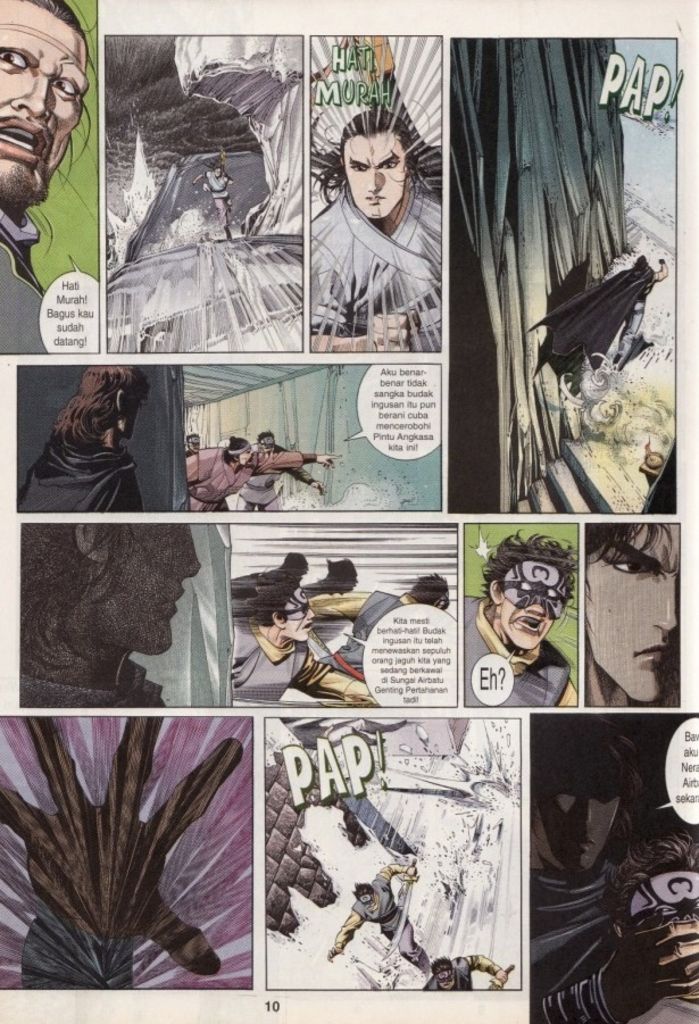 Hati
Murah!
Bagus kau
sudah
datang!
HATI
MURAH
PAP!
Aku benar-
benar tidak
sangka budak
ingusan itu pun
berani cuba
mencerobohi
Pintu Angkasa
kita ini!
Kita mesti
berhati-hati! Budak
ingusan itu telah
menewaskan sepuluh
orang jaguh kita yang
sedang berkawal
di Sungai Airbatu
Genting Pertahanan
tadi!
Eh?
PAP!
aku
10